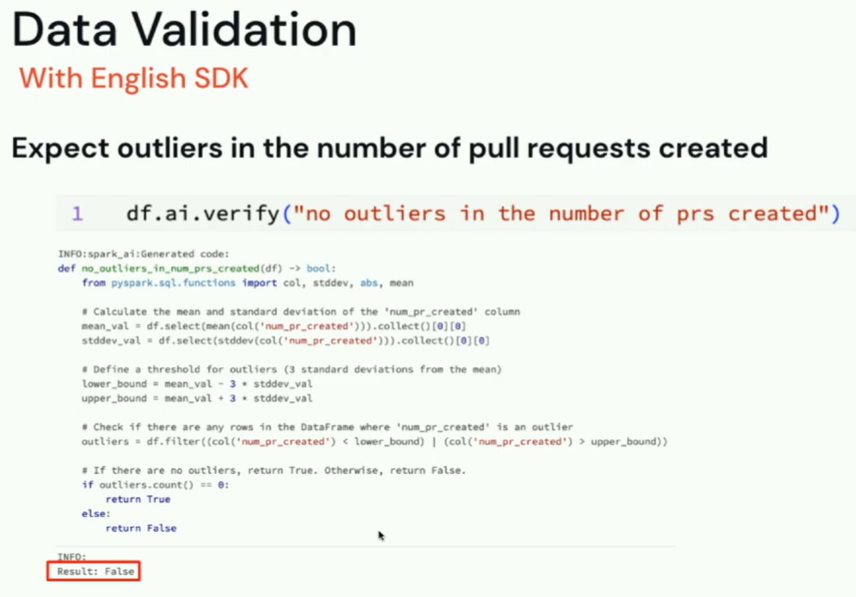 Data Validation
With English SDK
Expect outliers in the number of pull requests created
1 df.ai.verify("no outliers in the number of prs created")
INFO:spark_ai:Generated code:
def no_outliers_in_num_prs_created(df) -> bool:
from pyspark.sql.functions import col, stddev, abs, mean
# Calculate the mean and standard deviation of the 'num_pr_created' column
mean_val = df.select(mean(col('num_pr_created'))).collect()[0][0]
stddev_val = df.select(stddev(col('num_pr_created'))).collect()[0][0]
# Define a threshold for outliers (3 standard deviations from the mean)
lower_bound = mean_val - 3 * stddev_val
upper_bound = mean_val + 3 * stddev_val
# Check if there are any rows in the DataFrame where 'num_pr_created' is an outlier
outliers = df.filter((col('num_pr_created') < lower_bound) | (col('num_pr_created') > upper_bound))
# If there are no outliers, return True. Otherwise, return False.
if outliers.count() == 0:
return True
else:
return False
INFO:
Result: False